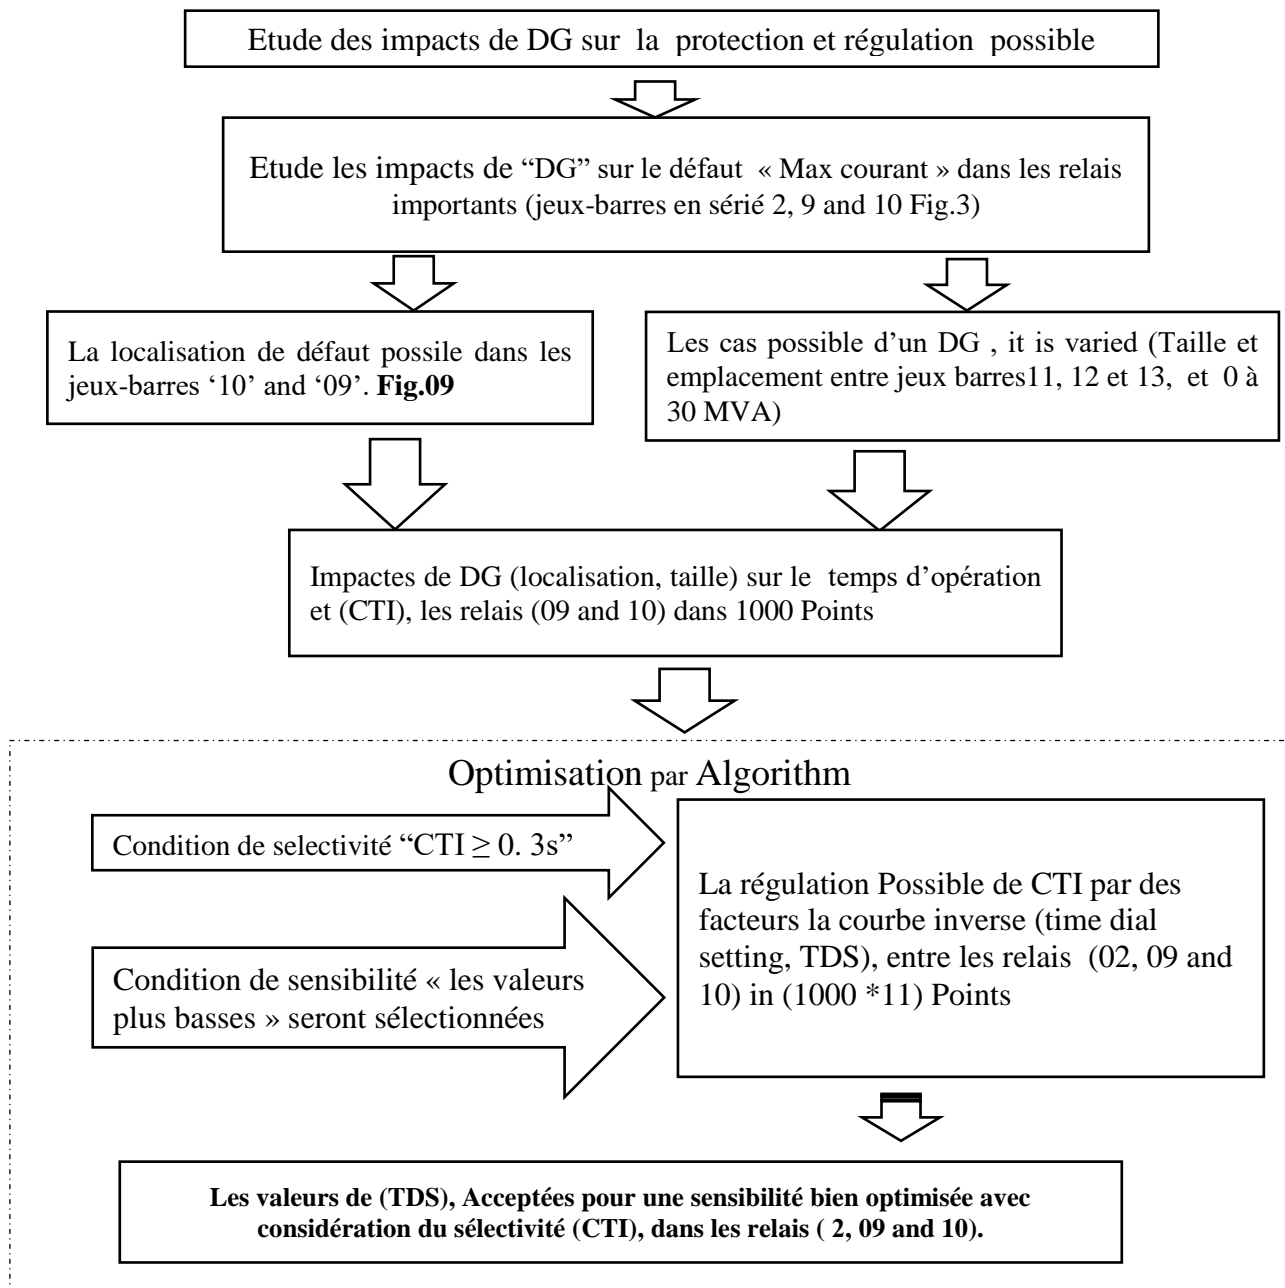 Etude des impacts de DG sur la protection et régulation possible
Etude les impacts de “DG” sur le défaut « Max courant » dans les relais
importants (jeux-barres en sérié 2, 9 and 10 Fig.3)
La localisation de défaut possile dans les
jeux-barres ‘10’ and ‘09’. Fig.09
Les cas possible d’un DG , it is varied (Taille et
emplacement entre jeux barres11, 12 et 13, et 0 à
30 MVA)
Impactes de DG (localisation, taille) sur le temps d’opération
et (CTI), les relais (09 and 10) dans 1000 Points
Optimisation par Algorithm
Condition de selectivité “CTI ≥ 0. 3s”
Condition de sensibilité « les valeurs
plus basses » seront sélectionnées
La régulation Possible de CTI par des
facteurs la courbe inverse (time dial
setting, TDS), entre les relais (02, 09 and
10) in (1000 *11) Points
Les valeurs de (TDS), Acceptées pour une sensibilité bien optimisée avec
considération du sélectivité (CTI), dans les relais ( 2, 09 and 10).